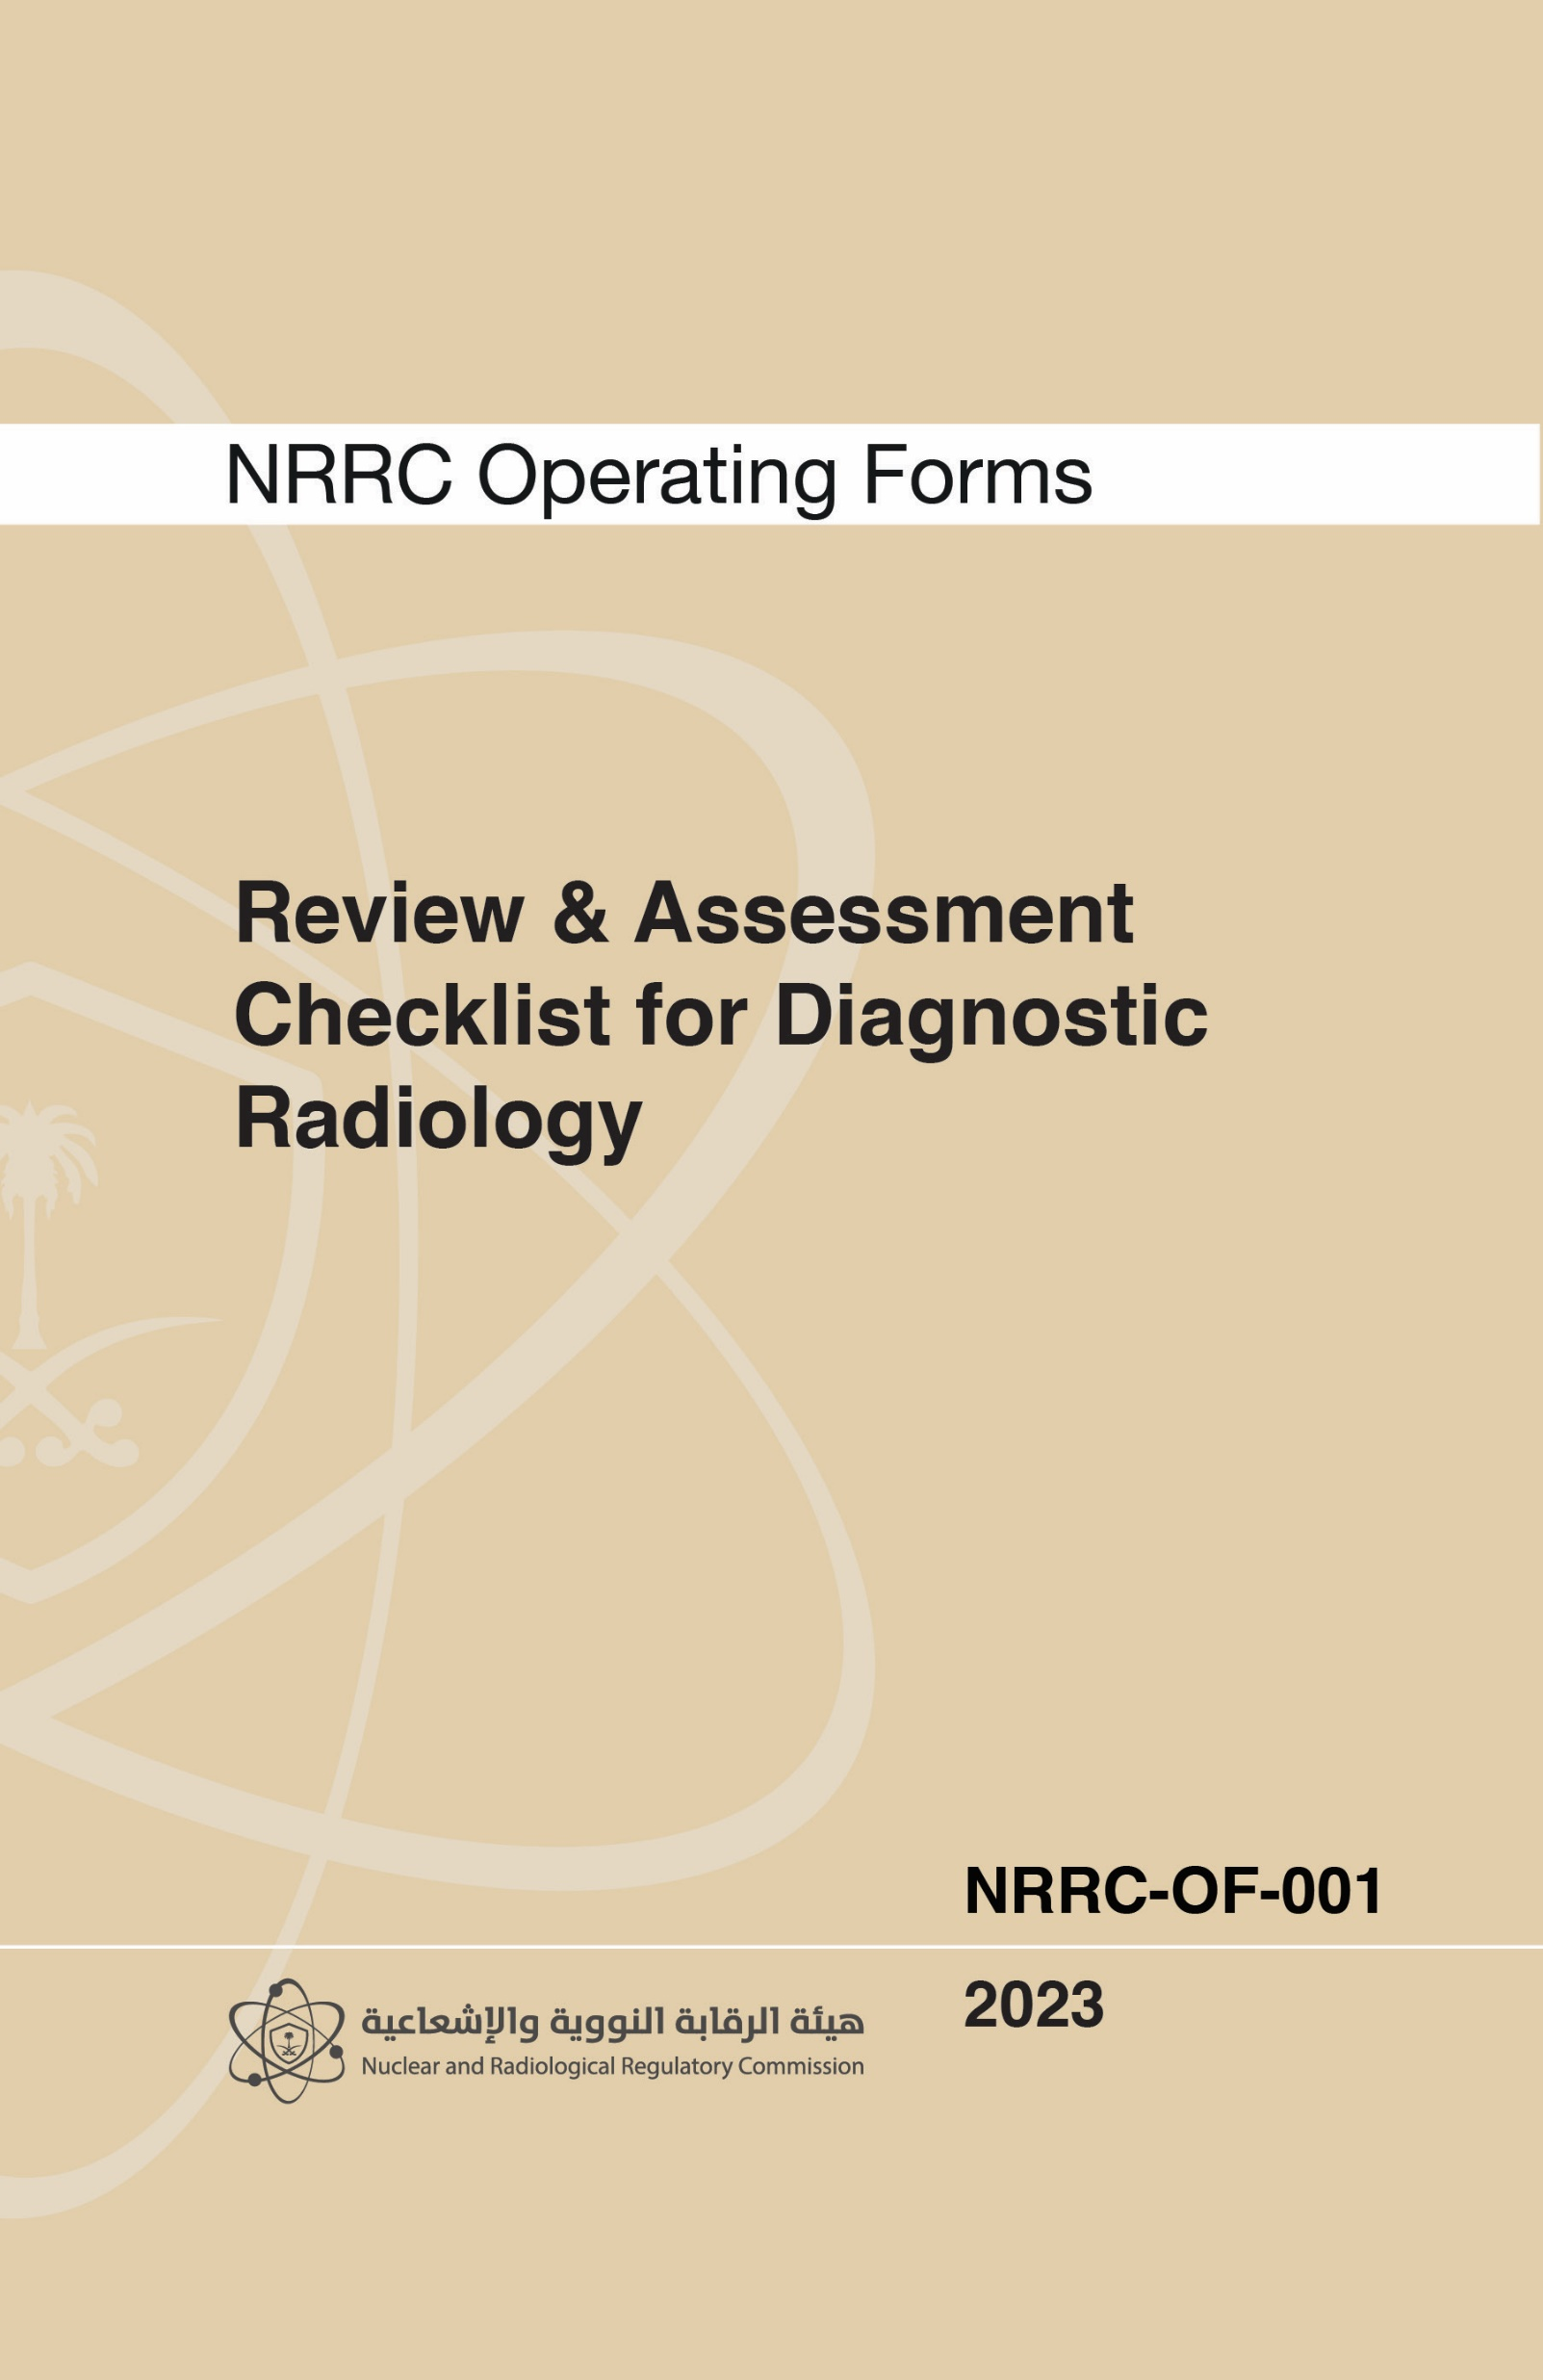 NRRC Operating Forms
Review & Assessment
Checklist for Diagnostic
Radiology
NRRC-OF-001
2023
هيئة الرقابة النووية والإشعاعية
Nuclear and Radiological Regulatory Commission